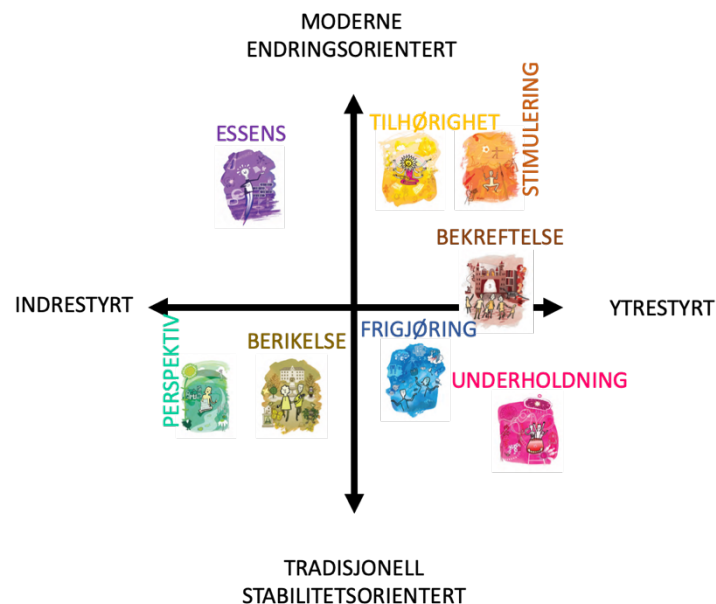 MODERNE
ENDRINGSORIENTERT
ESSENS
TILHØRIGHET
STIMULERING
BEKREFTELSE
INDRESTYRT
YTRESTYRT
PERSPEKTIV
BERIKELSE
FRIGJØRING
UNDERHOLDNING
TRADISJONELL
STABILITETSORIENTERT